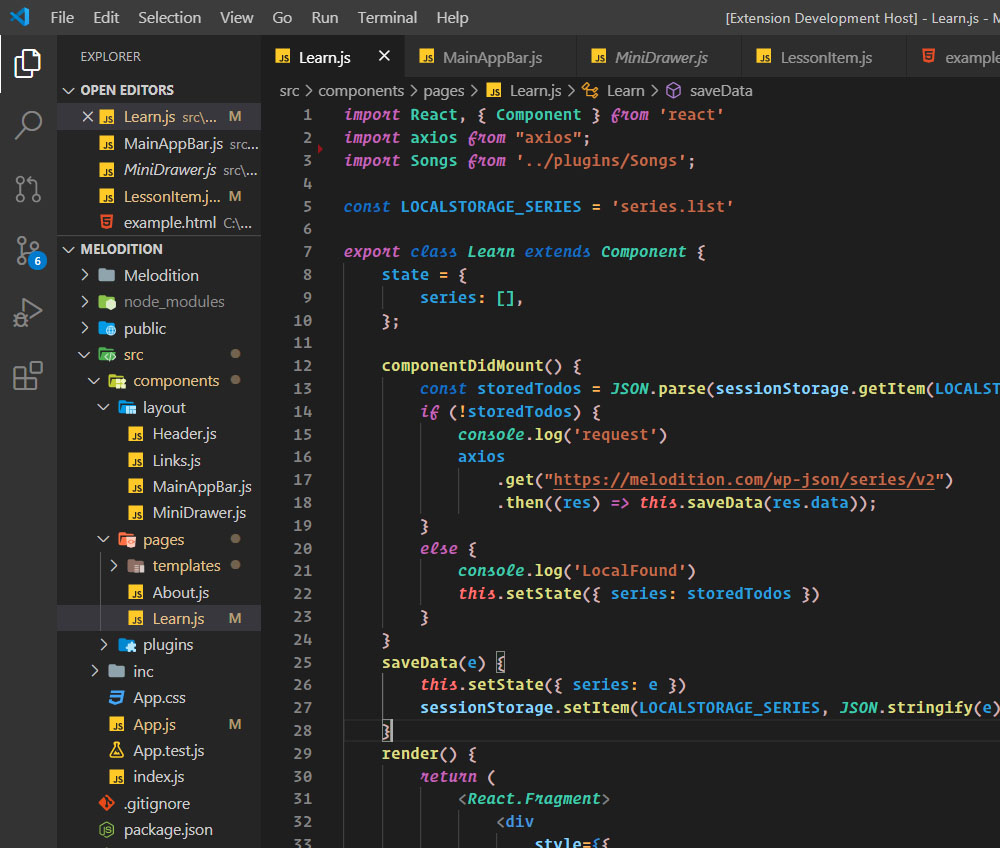 File Edit Selection View Go Run Terminal Help [Extension Development Host] - Learn.js - M
EXPLORER
OPEN EDITORS
Learn.js src\... M
MainAppBar.js src...
MiniDrawer.js src\...
LessonItem.j... M
example.html C:\...
MELODITION
Melodition
node_modules
public
src
components
layout
Header.js
Links.js
MainAppBar.js
MiniDrawer.js
pages
templates
About.js
Learn.js M
plugins
inc
App.css
App.js M
App.test.js
index.js
.gitignore
package.json
6
Learn.js MainAppBar.js MiniDrawer.js LessonItem.js example
src > components > pages > Learn.js > Learn > saveData
1 import React, { Component } from 'react'
2 import axios from "axios";
3 import Songs from '../plugins/Songs';
4
5 const LOCALSTORAGE_SERIES = 'series.list'
6
7 export class Learn extends Component {
8 state = {
9 series: [],
10 };
11
12 componentDidMount() {
13 const storedTodos = JSON.parse(sessionStorage.getItem(LOCALST
14 if (!storedTodos) {
15 console.log('request')
16 axios
17 .get("https://melodition.com/wp-json/series/v2")
18 .then((res) => this.saveData(res.data));
19 }
20 else {
21 console.log('LocalFound')
22 this.setState({ series: storedTodos })
23 }
24 }
25 saveData(e) {
26 this.setState({ series: e })
27 sessionStorage.setItem(LOCALSTORAGE_SERIES, JSON.stringify(e)
28 }
29 render() {
30 return (
31 <React.Fragment>
32 <div
33 style={{